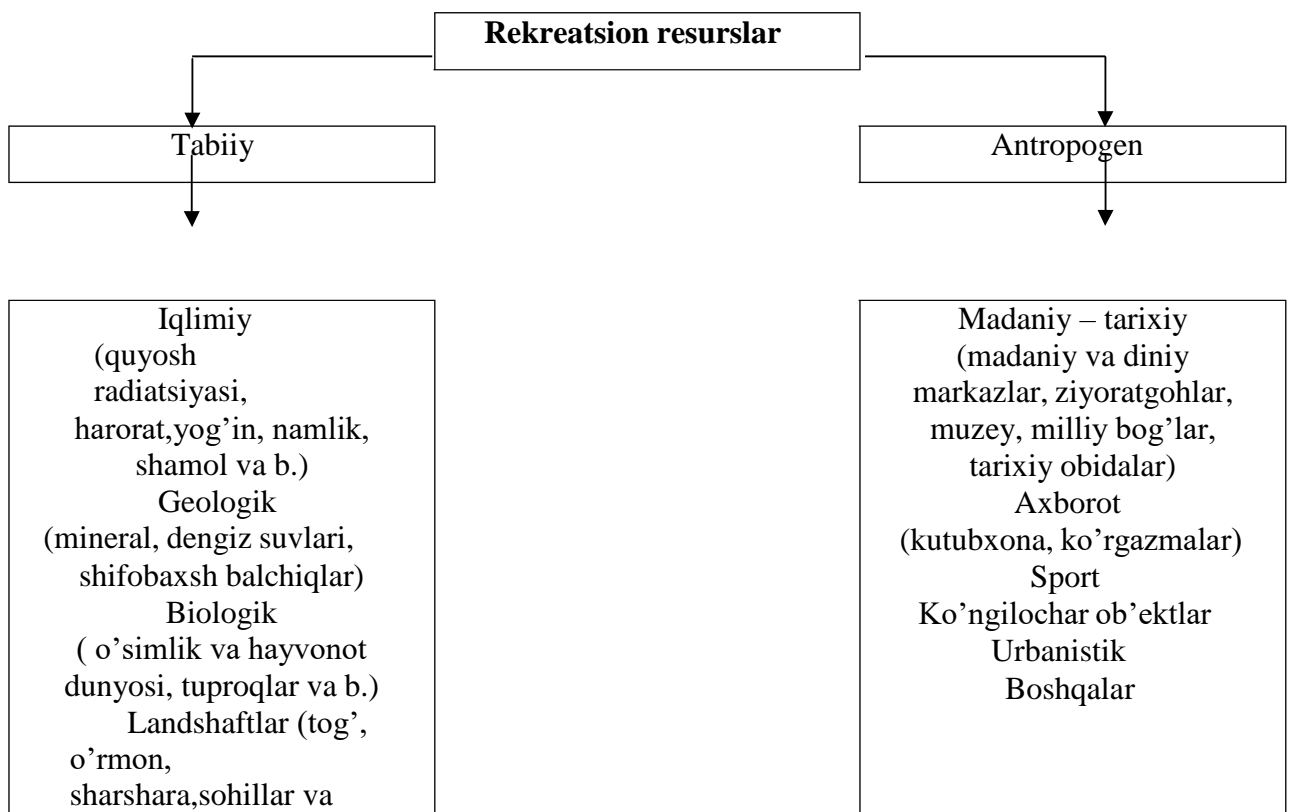 Rekreatsion resurslar
Tabiiy
Antropogen
Iqlimiy
(quyosh
radiatsiyasi,
harorat,yog’in, namlik,
shamol va b.)
Geologik
(mineral, dengiz suvlari,
shifobaxsh balchiqlar)
Biologik
( o’simlik va hayvonot
dunyosi, tuproqlar va b.)
Landshaftlar (tog’,
o’rmon,
sharshara,sohillar va
Madaniy – tarixiy
(madaniy va diniy
markazlar, ziyoratgohlar,
muzey, milliy bog’lar,
tarixiy obidalar)
Axborot
(kutubxona, ko’rgazmalar)
Sport
Ko’ngilochar ob’ektlar
Urbanistik
Boshqalar